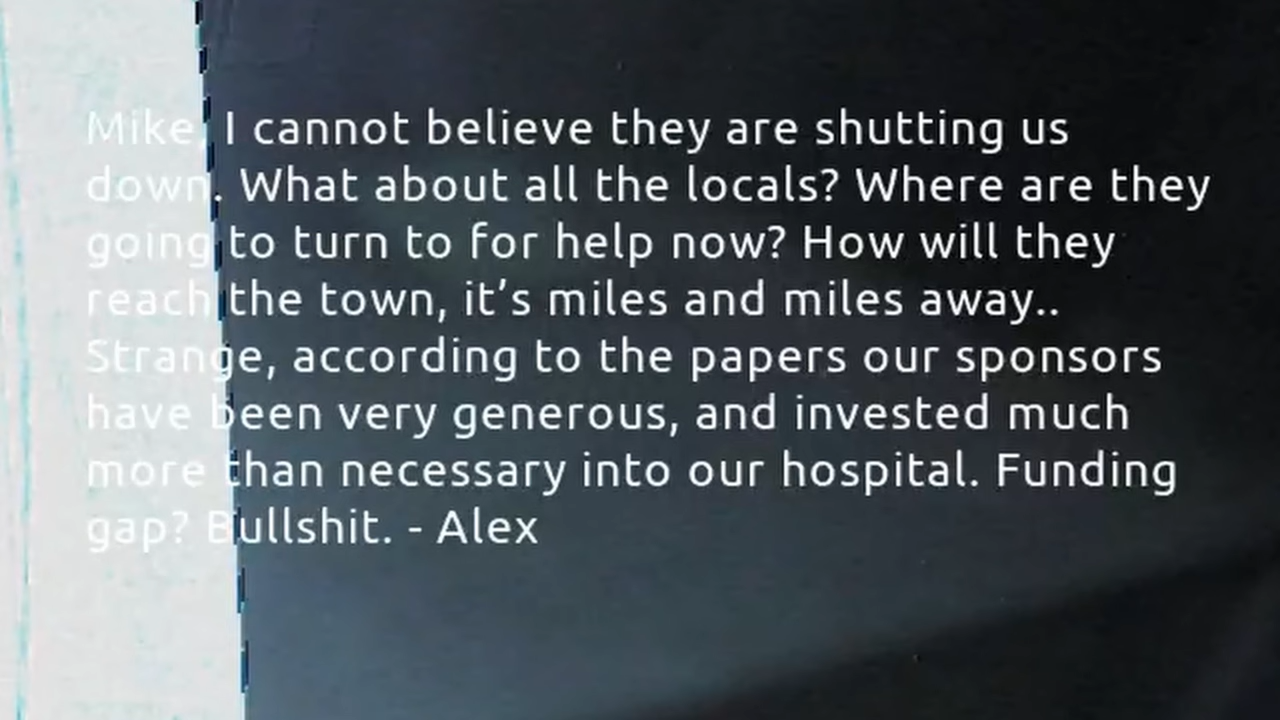 Mike, I cannot believe they are shutting us
down. What about all the locals? Where are they
going to turn to for help now? How will they
reach the town, it’s miles and miles away..
Strange, according to the papers our sponsors
have been very generous, and invested much
more than necessary into our hospital. Funding
gap? Bullshit. - Alex